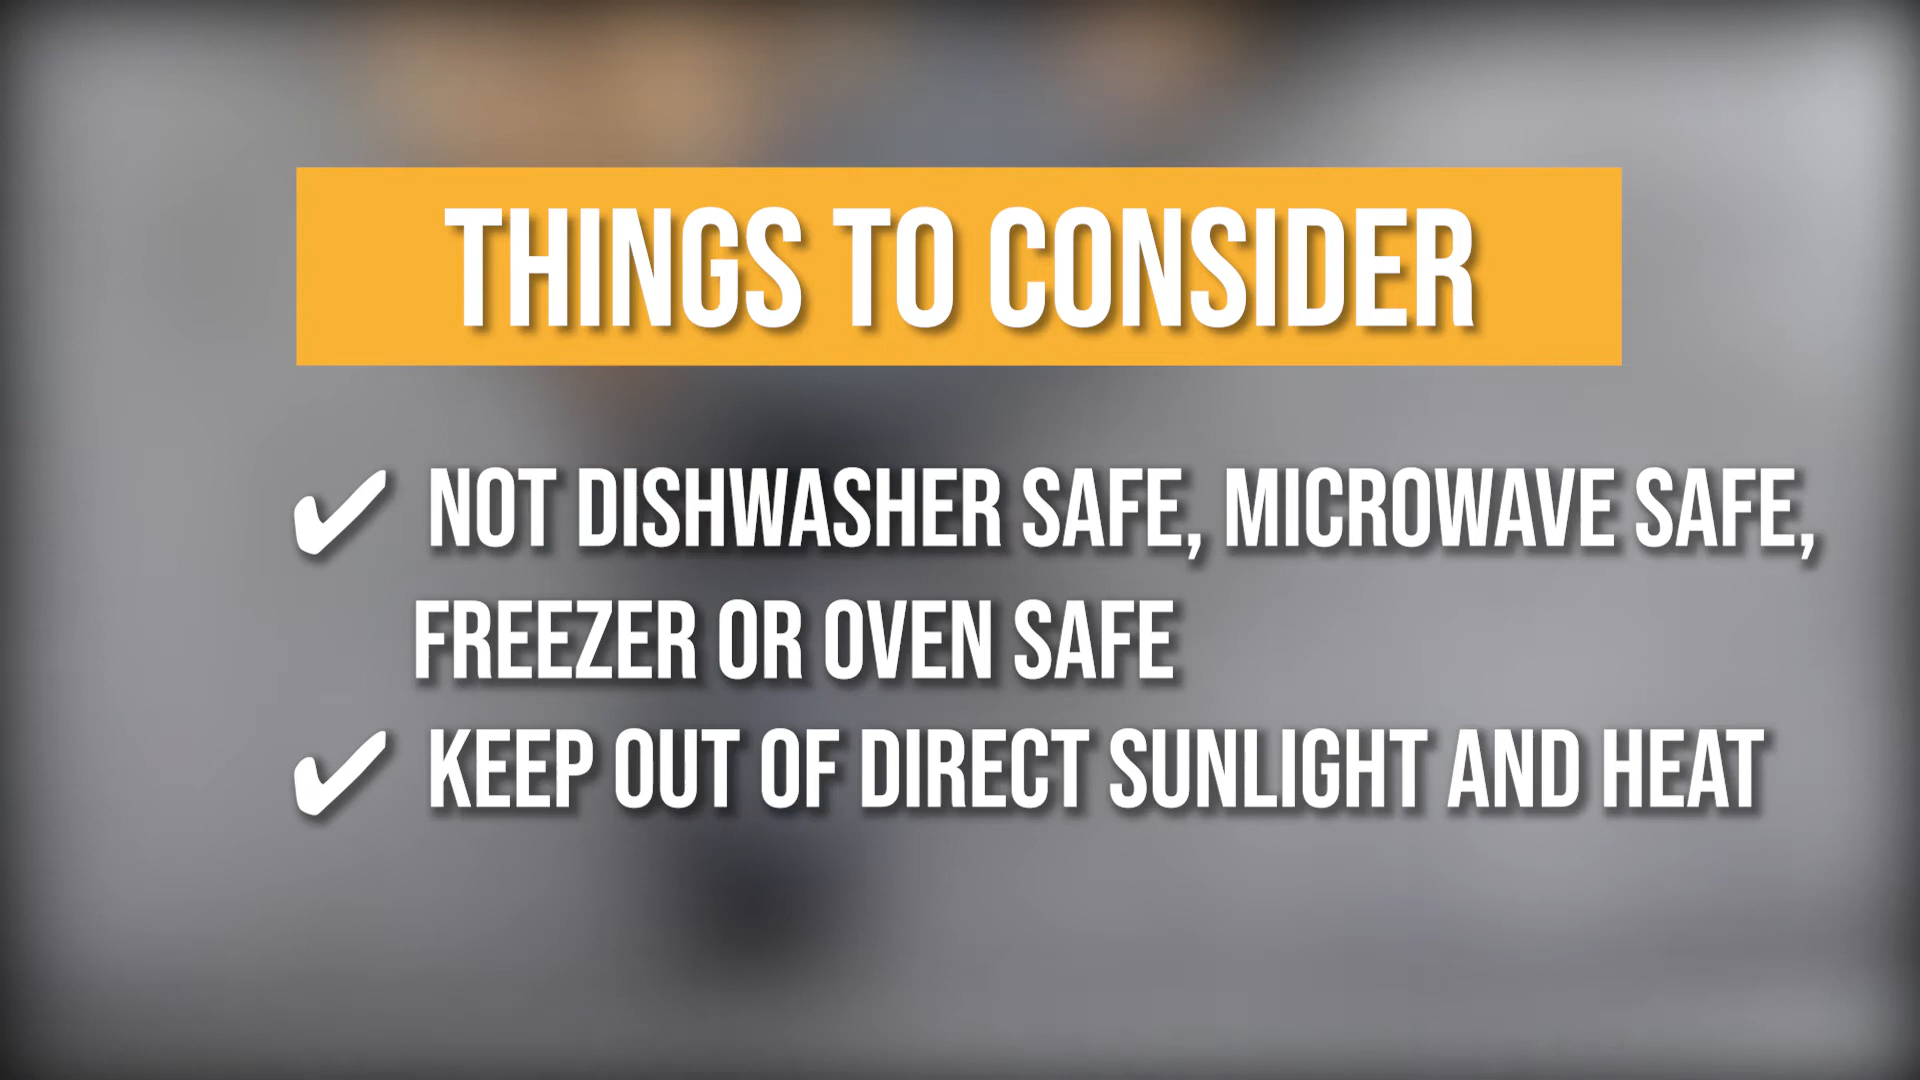 THINGS TO CONSIDER
✔ NOT DISHWASHER SAFE, MICROWAVE SAFE,
FREEZER OR OVEN SAFE
✔ KEEP OUT OF DIRECT SUNLIGHT AND HEAT